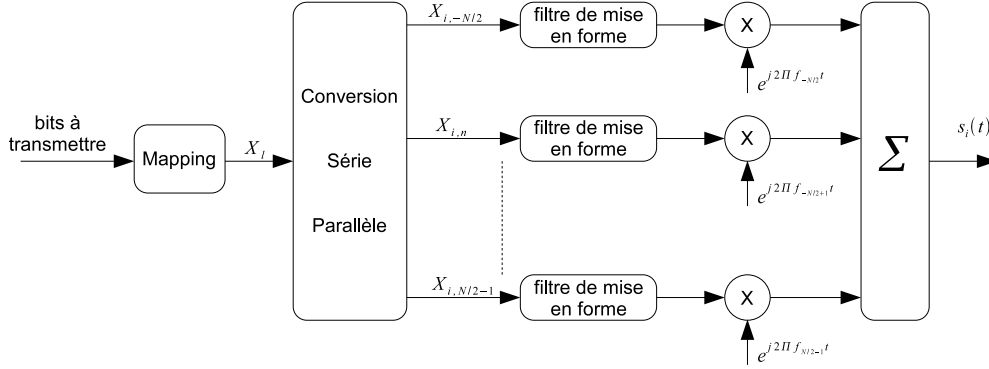 bits à
transmettre
Mapping
X_I
Conversion
Série
Parallèle
X_{i,-N/2}
filtre de mise
en forme
X
e^{j2Π f_{-N/2} t}
X_{i,n}
filtre de mise
en forme
X
e^{j2Π f_{-N/2+1} t}
X_{i,N/2-1}
filtre de mise
en forme
X
e^{j2Π f_{N/2-1} t}
Σ
s_i(t)